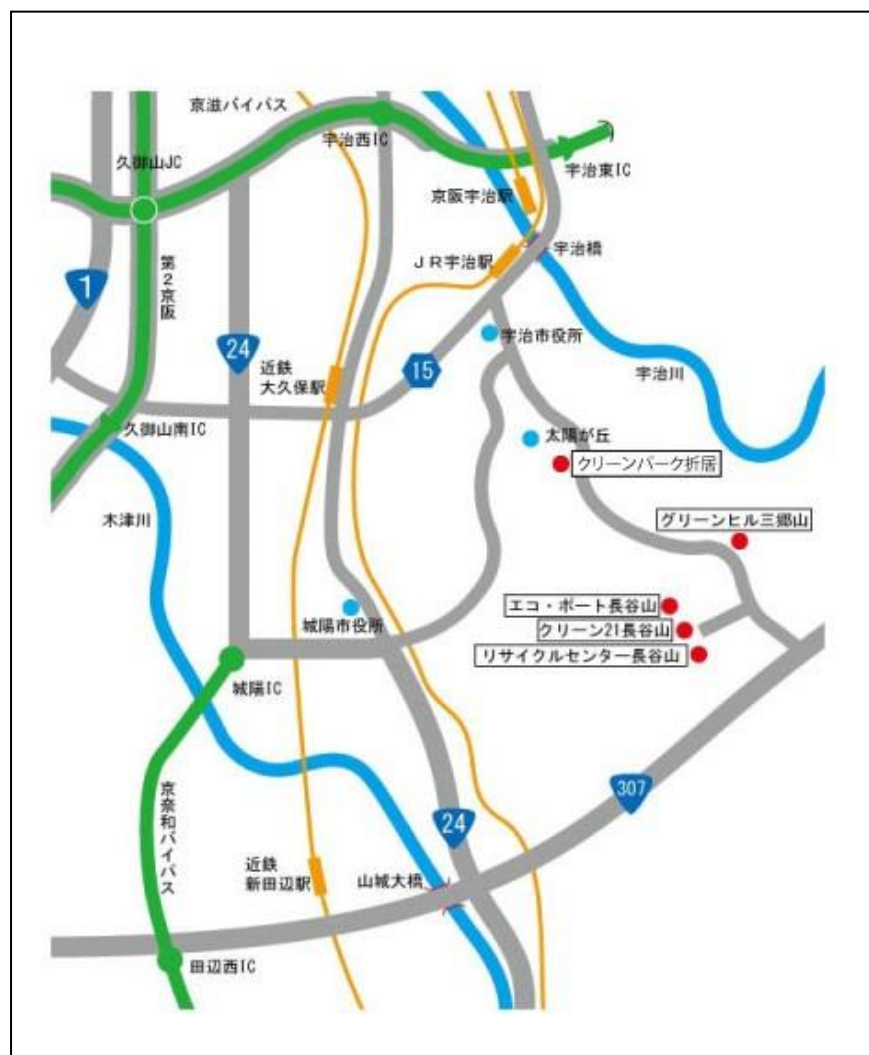 京滋バイパス
宇治西IC
久御山JC
宇治東IC
京阪宇治駅
宇治橋
JR宇治駅
第2京阪
1
24
宇治市役所
近鉄
大久保駅
15
宇治川
久御山南IC
太陽が丘
クリーンパーク折居
木津川
グリーンヒル三郷山
エコ・ポート長谷山
城陽市役所
クリーン21長谷山
リサイクルセンター長谷山
城陽IC
京奈和バイパス
307
24
近鉄
新田辺駅
山城大橋
田辺西IC